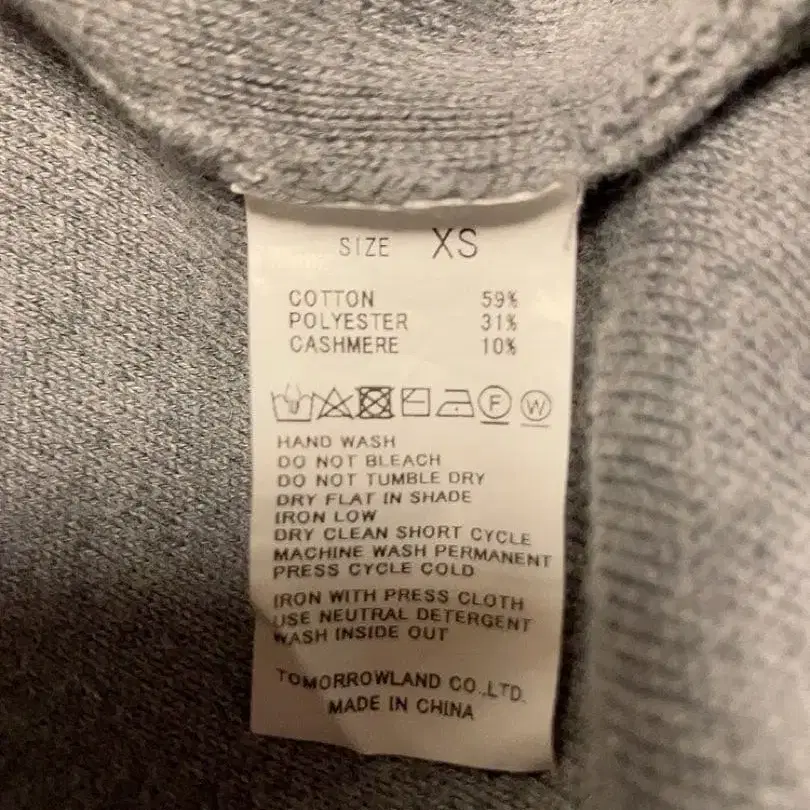 SIZE XS
COTTON 59%
POLYESTER 31%
CASHMERE 10%
F W
HAND WASH
DO NOT BLEACH
DO NOT TUMBLE DRY
DRY FLAT IN SHADE
IRON LOW
DRY CLEAN SHORT CYCLE
MACHINE WASH PERMANENT
PRESS CYCLE COLD
IRON WITH PRESS CLOTH
USE NEUTRAL DETERGENT
WASH INSIDE OUT
TOMORROWLAND CO.,LTD.
MADE IN CHINA